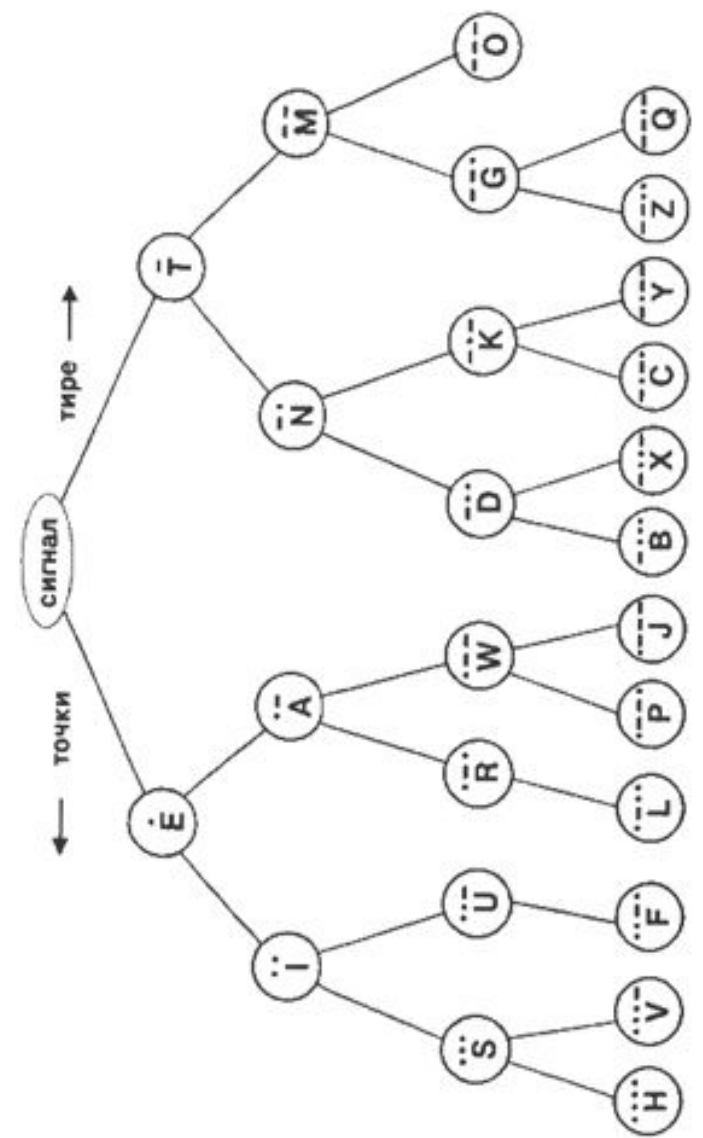 ← точки
сигнал
тире →
· –
E T
·· ·– –· ––
I A N M
··· ··– ·–· ·–– –·· –·– ––· –––
S U R W D K G O
···· ···– ··–· ·–·· ·––· ·––– –··· –··– –·–· –·–– ––·· ––·–
H V F L P J B X C Y Z Q